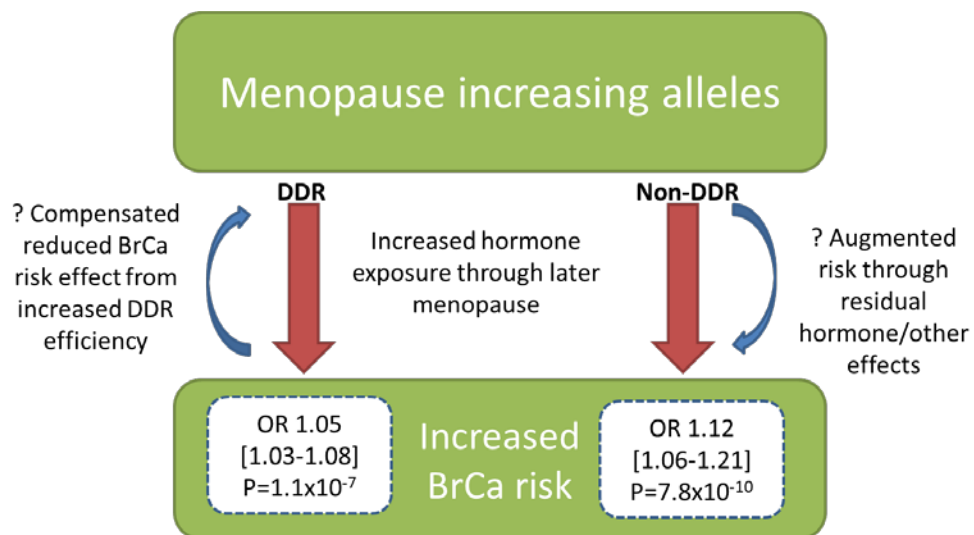 Menopause increasing alleles
DDR
Non-DDR
? Compensated
reduced BrCa
risk effect from
increased DDR
efficiency
Increased hormone
exposure through later
menopause
? Augmented
risk through
residual
hormone/other
effects
OR 1.05
[1.03-1.08]
P=1.1x10⁻⁷
Increased
BrCa risk
OR 1.12
[1.06-1.21]
P=7.8x10⁻¹⁰